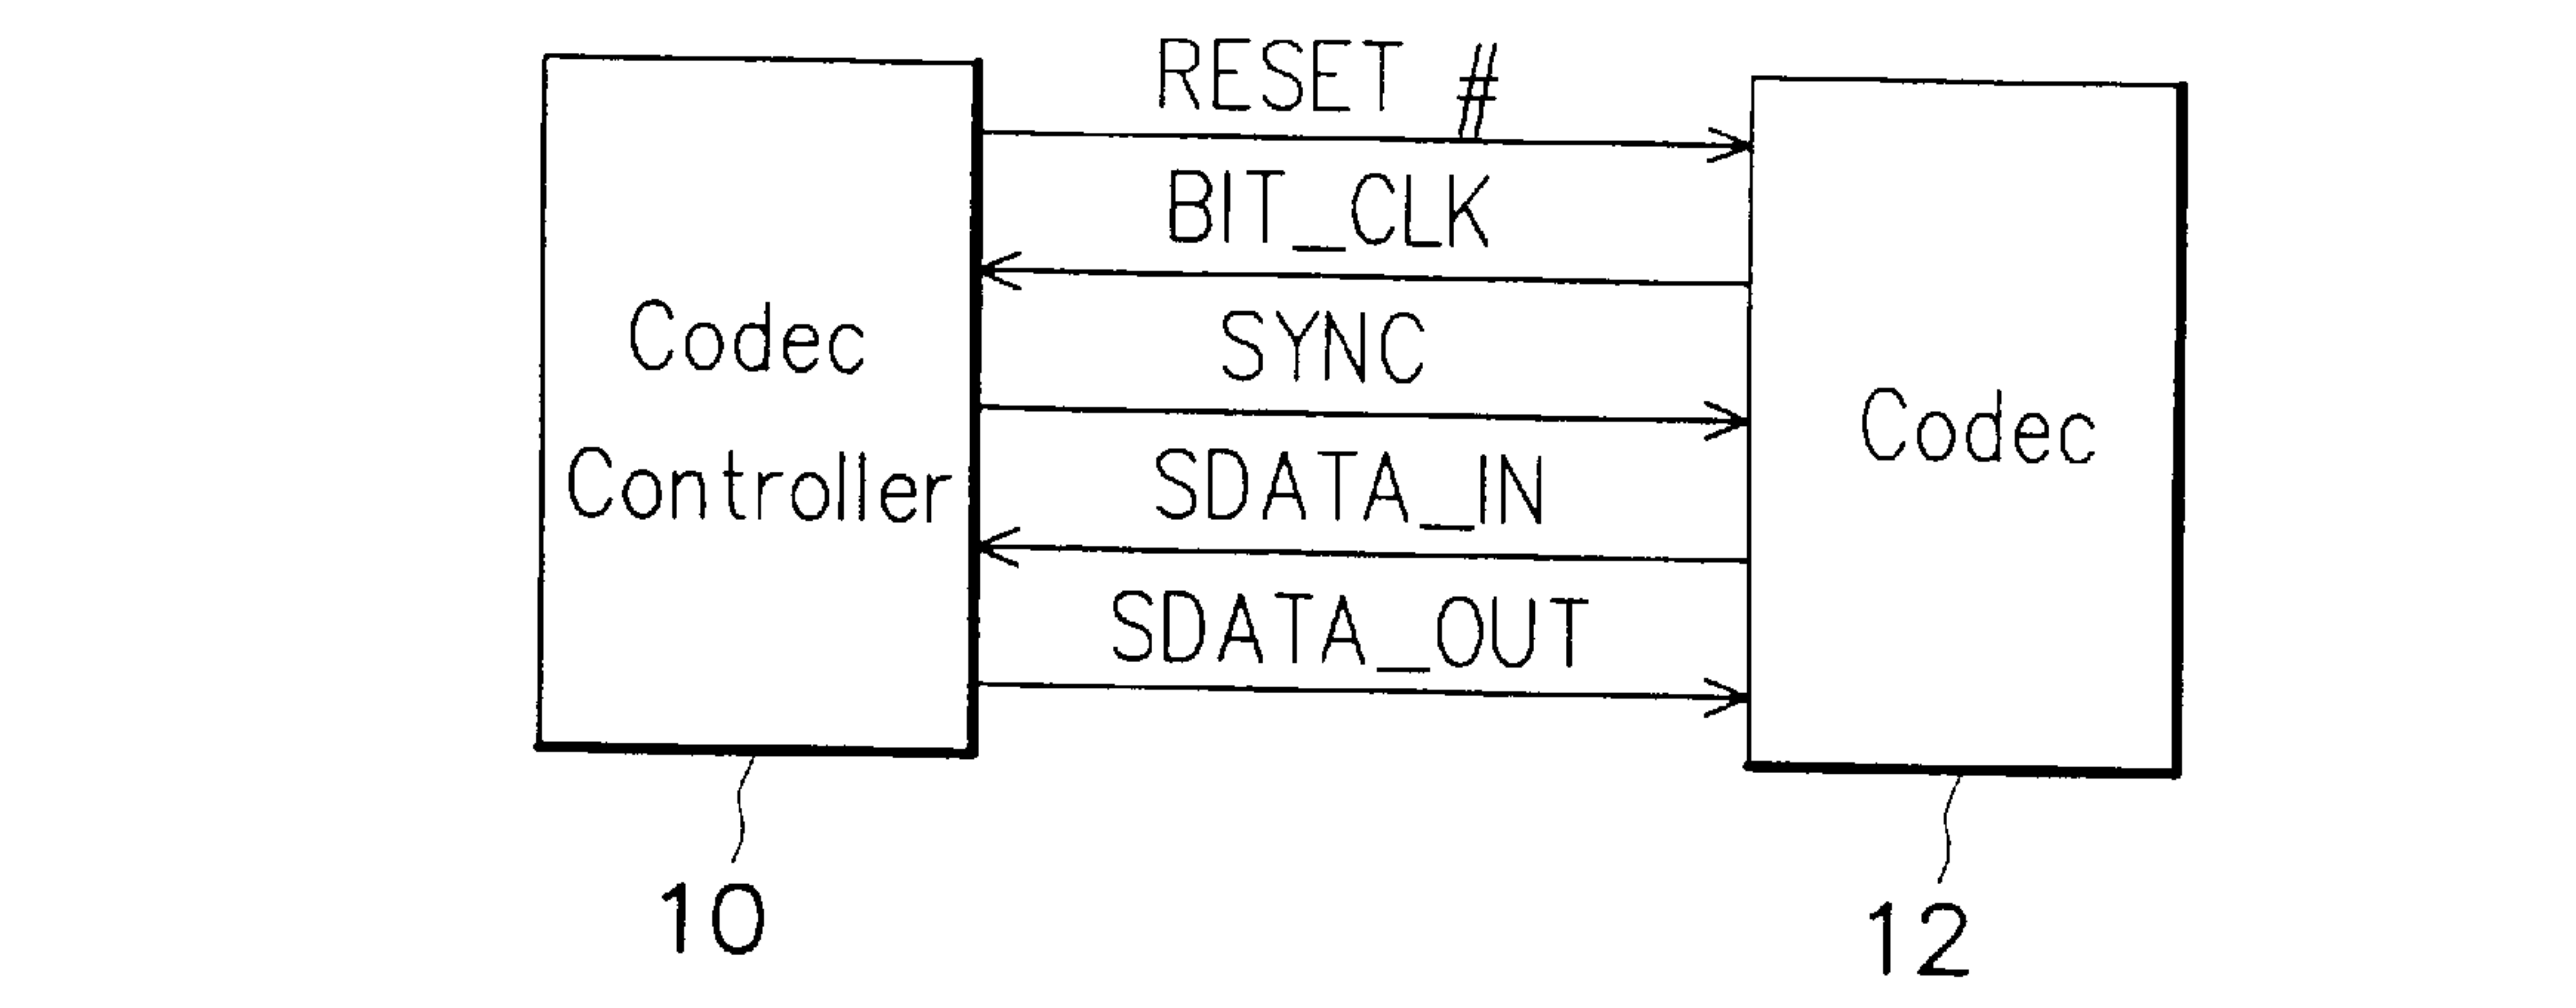 RESET #
BIT_CLK
SYNC
SDATA_IN
SDATA_OUT
Codec
Controller
Codec
10
12